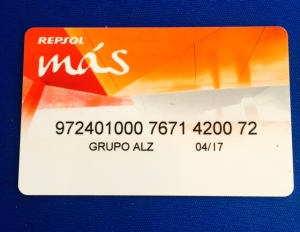 REPSOL
más
972401000 7671 4200 72
GRUPO ALZ 04/17